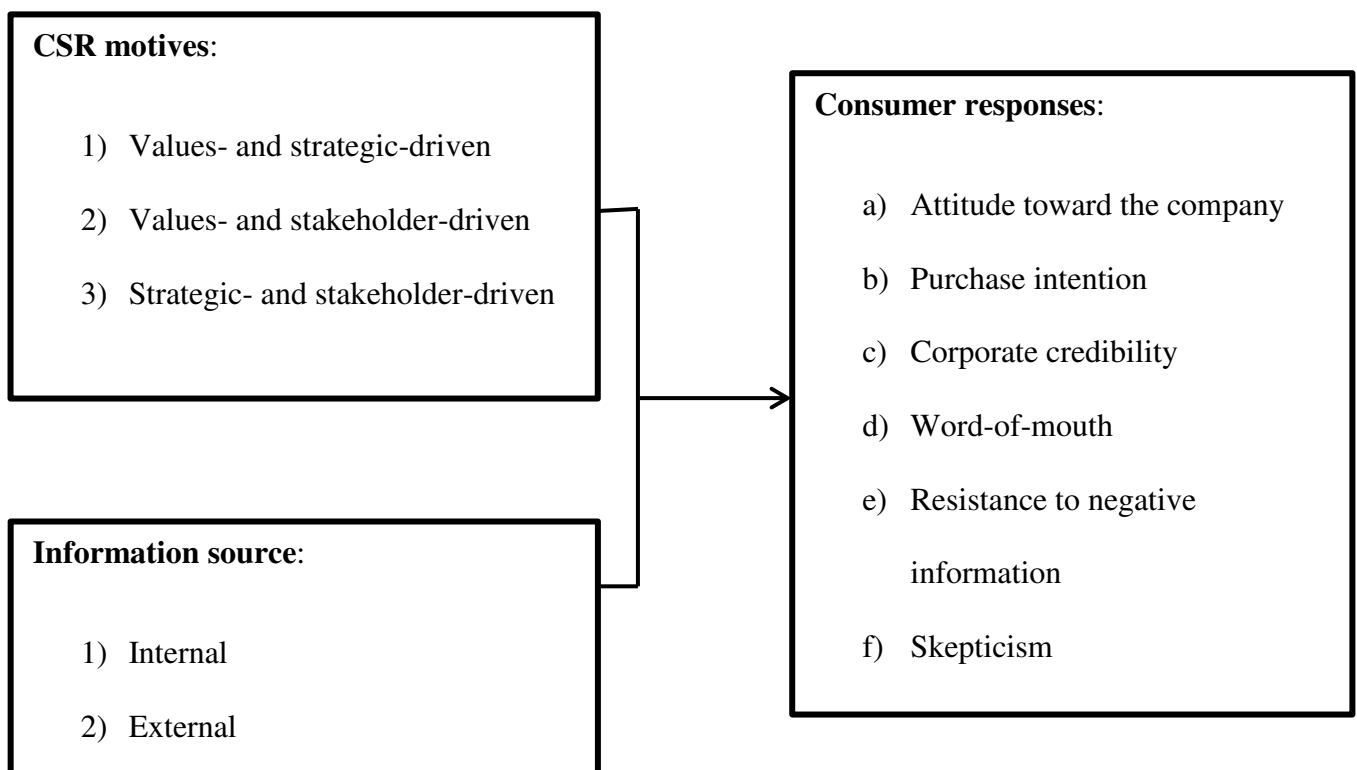 CSR motives:
1) Values- and strategic-driven
2) Values- and stakeholder-driven
3) Strategic- and stakeholder-driven
Information source:
1) Internal
2) External
Consumer responses:
a) Attitude toward the company
b) Purchase intention
c) Corporate credibility
d) Word-of-mouth
e) Resistance to negative
information
f) Skepticism